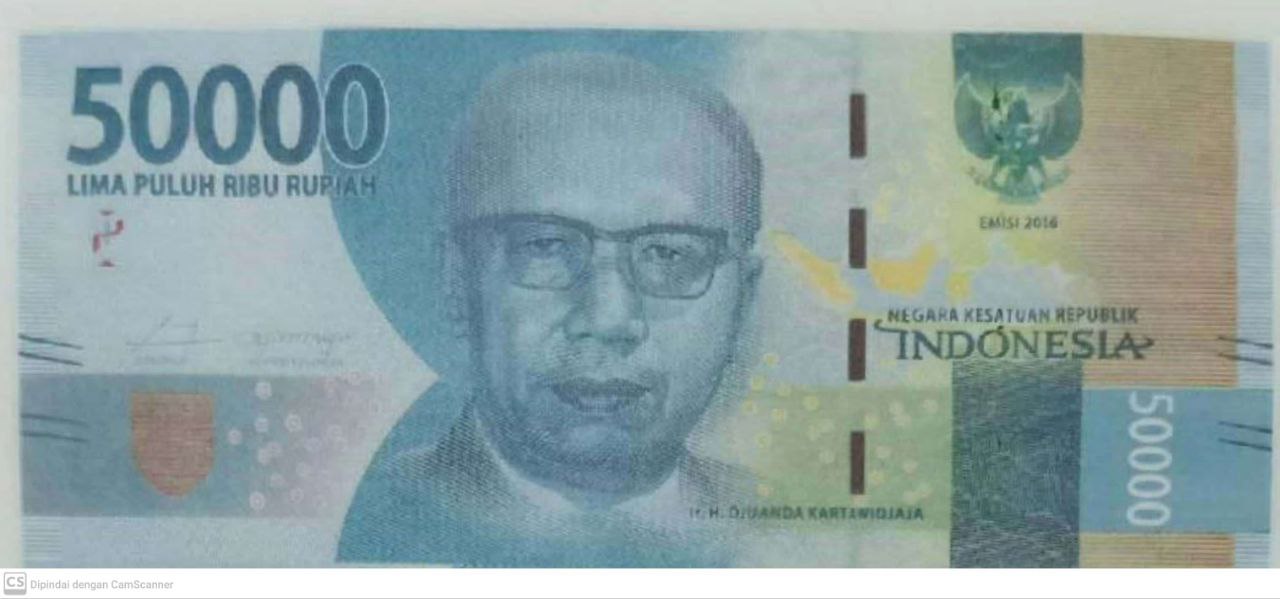 50000
LIMA PULUH RIBU RUPIAH
EMISI 2016
NEGARA KESATUAN REPUBLIK
INDONESIA
50000
Ir. H. DJUANDA KARTAWIDJAJA
CS Dipindai dengan CamScanner